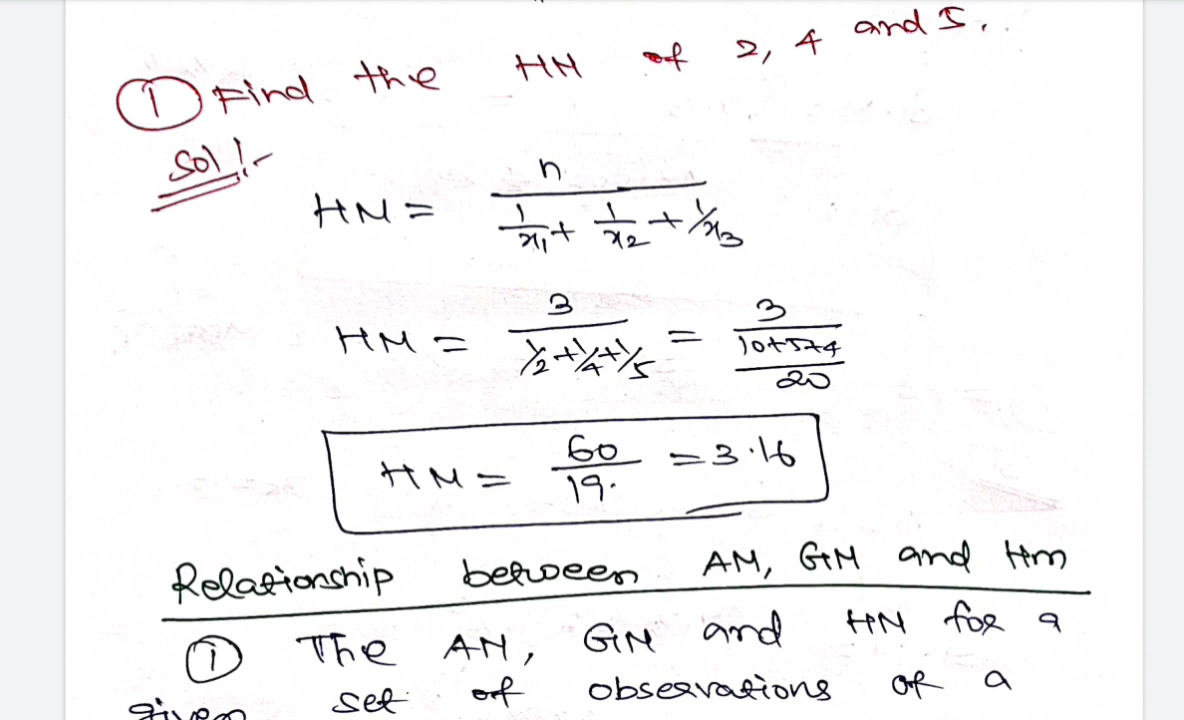 ① Find the HM of 2, 4 and 5.
Sol:-
HM = n / (1/x₁ + 1/x₂ + 1/x₃)
HM = 3 / (1/2 + 1/4 + 1/5) = 3 / ((10+5+4)/20)
HM = 60/19. = 3.16
Relationship between AM, GM and Hm
① The AM, GM and HM for a
given set of observations of a